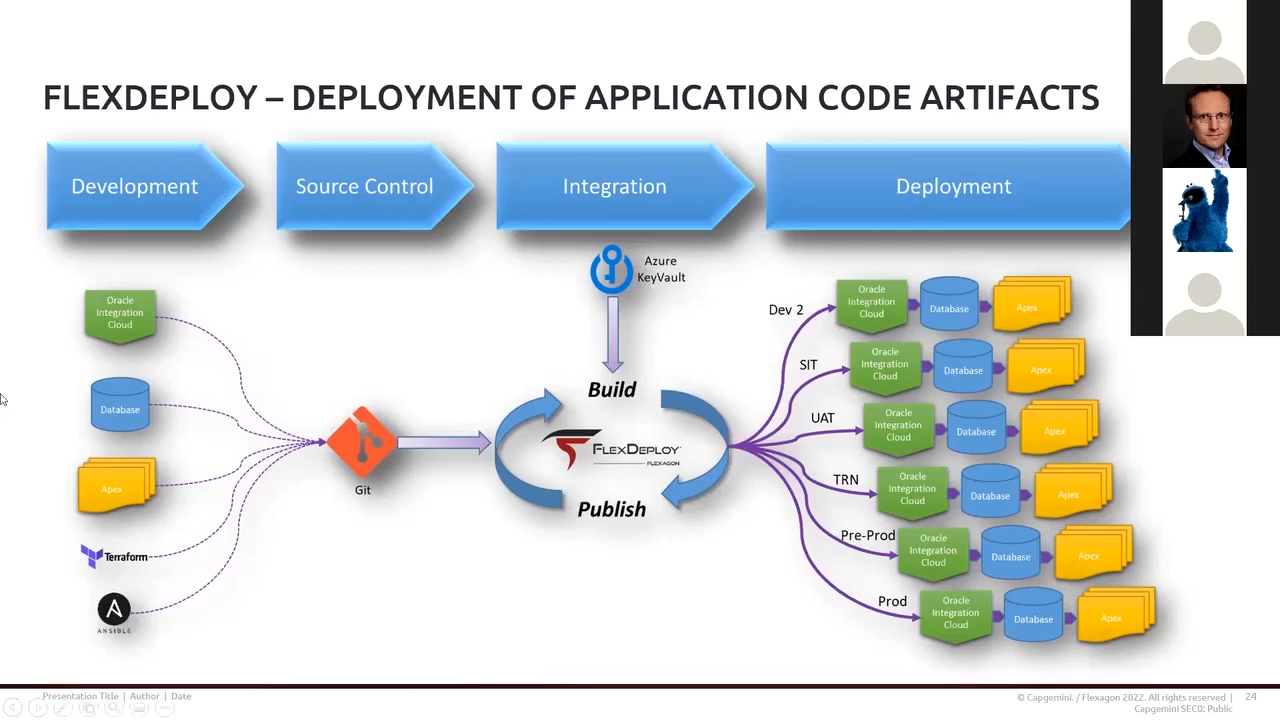 FLEXDEPLOY – DEPLOYMENT OF APPLICATION CODE ARTIFACTS
Development
Source Control
Integration
Deployment
Azure
KeyVault
Oracle
Integration
Cloud
Database
Apex
Terraform
ANSIBLE
Git
Build
FLEXDEPLOY
FLEXAGON
Publish
Dev 2
Oracle
Integration
Cloud
Database
Apex
SIT
Oracle
Integration
Cloud
Database
Apex
UAT
Oracle
Integration
Cloud
Database
Apex
TRN
Oracle
Integration
Cloud
Database
Apex
Pre-Prod
Oracle
Integration
Cloud
Database
Apex
Prod
Oracle
Integration
Cloud
Database
Apex
Presentation Title | Author | Date
© Capgemini. / Flexagon 2022. All rights reserved | 24
Capgemini SEC0: Public